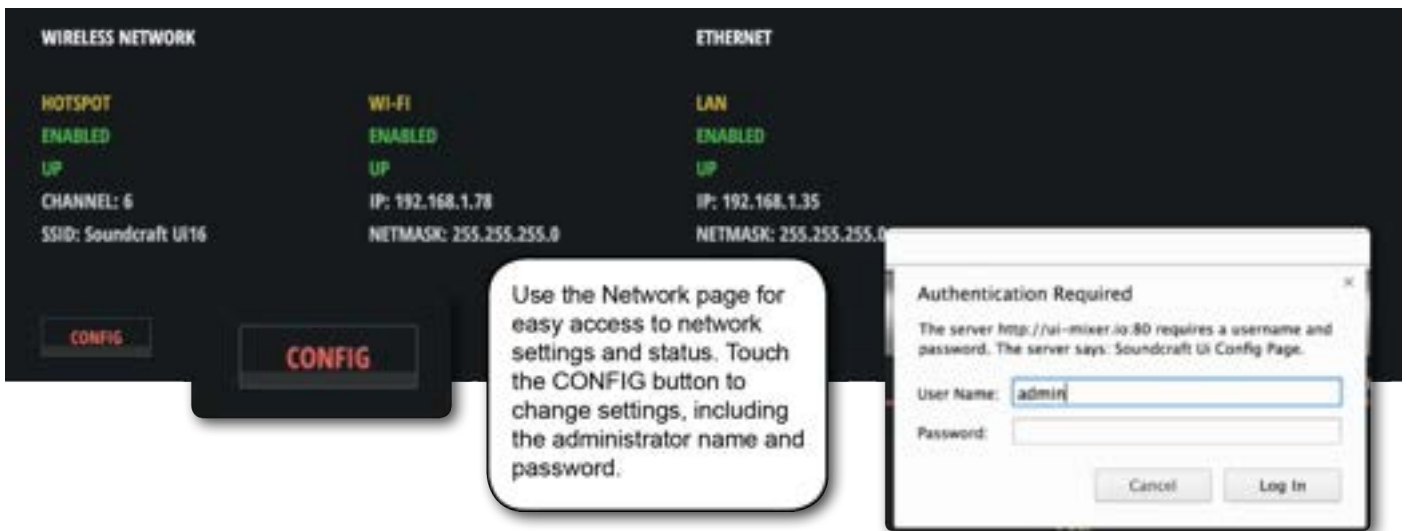 WIRELESS NETWORK
ETHERNET
HOTSPOT
ENABLED
UP
CHANNEL: 6
SSID: Soundcraft Ui16
WI-FI
ENABLED
UP
IP: 192.168.1.78
NETMASK: 255.255.255.0
LAN
ENABLED
UP
IP: 192.168.1.35
NETMASK: 255.255.255.0
CONFIG
CONFIG
Use the Network page for
easy access to network
settings and status. Touch
the CONFIG button to
change settings, including
the administrator name and
password.
Authentication Required
The server http://ui-mixer.io:80 requires a username and
password. The server says: Soundcraft Ui Config Page.
User Name: admin
Password:
Cancel
Log In